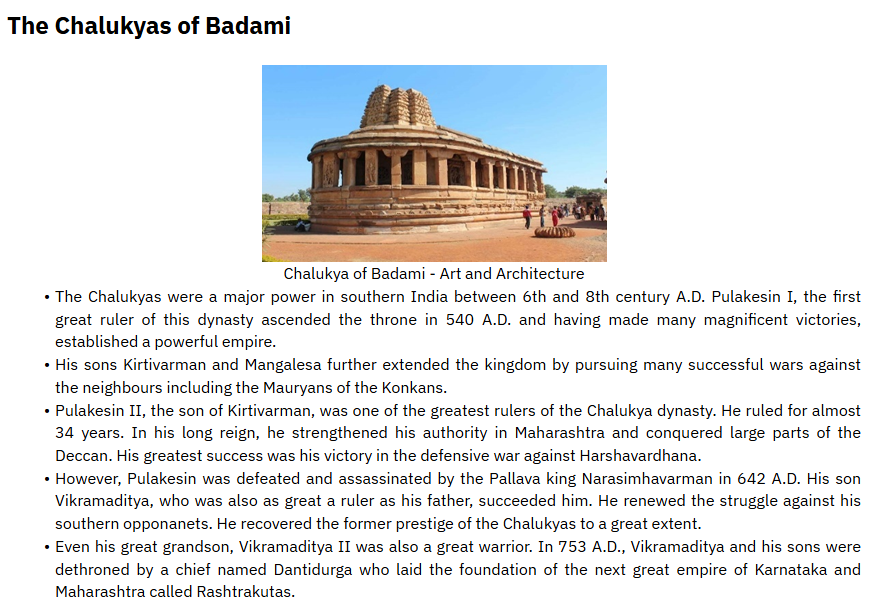 The Chalukyas of Badami
Chalukya of Badami - Art and Architecture
• The Chalukyas were a major power in southern India between 6th and 8th century A.D. Pulakesin I, the first
great ruler of this dynasty ascended the throne in 540 A.D. and having made many magnificent victories,
established a powerful empire.
• His sons Kirtivarman and Mangalesa further extended the kingdom by pursuing many successful wars against
the neighbours including the Mauryans of the Konkans.
• Pulakesin II, the son of Kirtivarman, was one of the greatest rulers of the Chalukya dynasty. He ruled for almost
34 years. In his long reign, he strengthened his authority in Maharashtra and conquered large parts of the
Deccan. His greatest success was his victory in the defensive war against Harshavardhana.
• However, Pulakesin was defeated and assassinated by the Pallava king Narasimhavarman in 642 A.D. His son
Vikramaditya, who was also as great a ruler as his father, succeeded him. He renewed the struggle against his
southern opponanets. He recovered the former prestige of the Chalukyas to a great extent.
• Even his great grandson, Vikramaditya II was also a great warrior. In 753 A.D., Vikramaditya and his sons were
dethroned by a chief named Dantidurga who laid the foundation of the next great empire of Karnataka and
Maharashtra called Rashtrakutas.